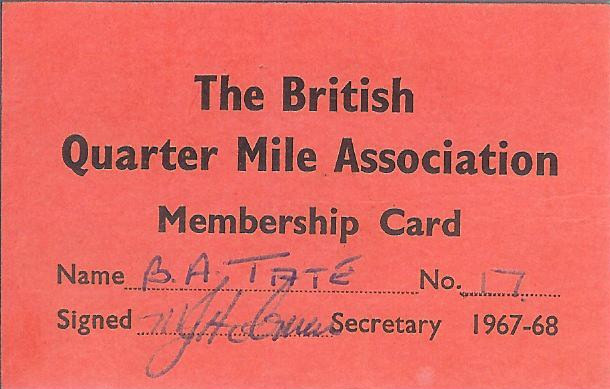 The British
Quarter Mile Association
Membership Card
Name B. A. TATE No. 17
Signed Secretary 1967-68